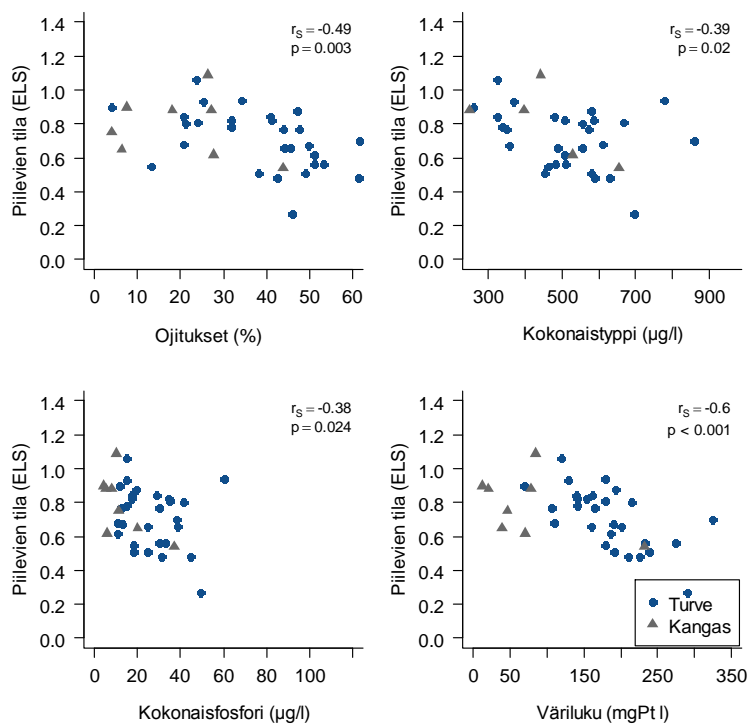 r_S = -0.49
p = 0.003
Piilevien tila (ELS)
1.4
1.2
1.0
0.8
0.6
0.4
0.2
0.0
0 10 20 30 40 50 60
Ojitukset (%)
r_S = -0.39
p = 0.02
Piilevien tila (ELS)
1.4
1.2
1.0
0.8
0.6
0.4
0.2
0.0
300 500 700 900
Kokonaistyppi (µg/l)
r_S = -0.38
p = 0.024
Piilevien tila (ELS)
1.4
1.2
1.0
0.8
0.6
0.4
0.2
0.0
0 20 40 60 80 100
Kokonaisfosfori (µg/l)
r_S = -0.6
p < 0.001
Piilevien tila (ELS)
1.4
1.2
1.0
0.8
0.6
0.4
0.2
0.0
Turve
Kangas
0 50 150 250 350
Väriluku (mgPt l)